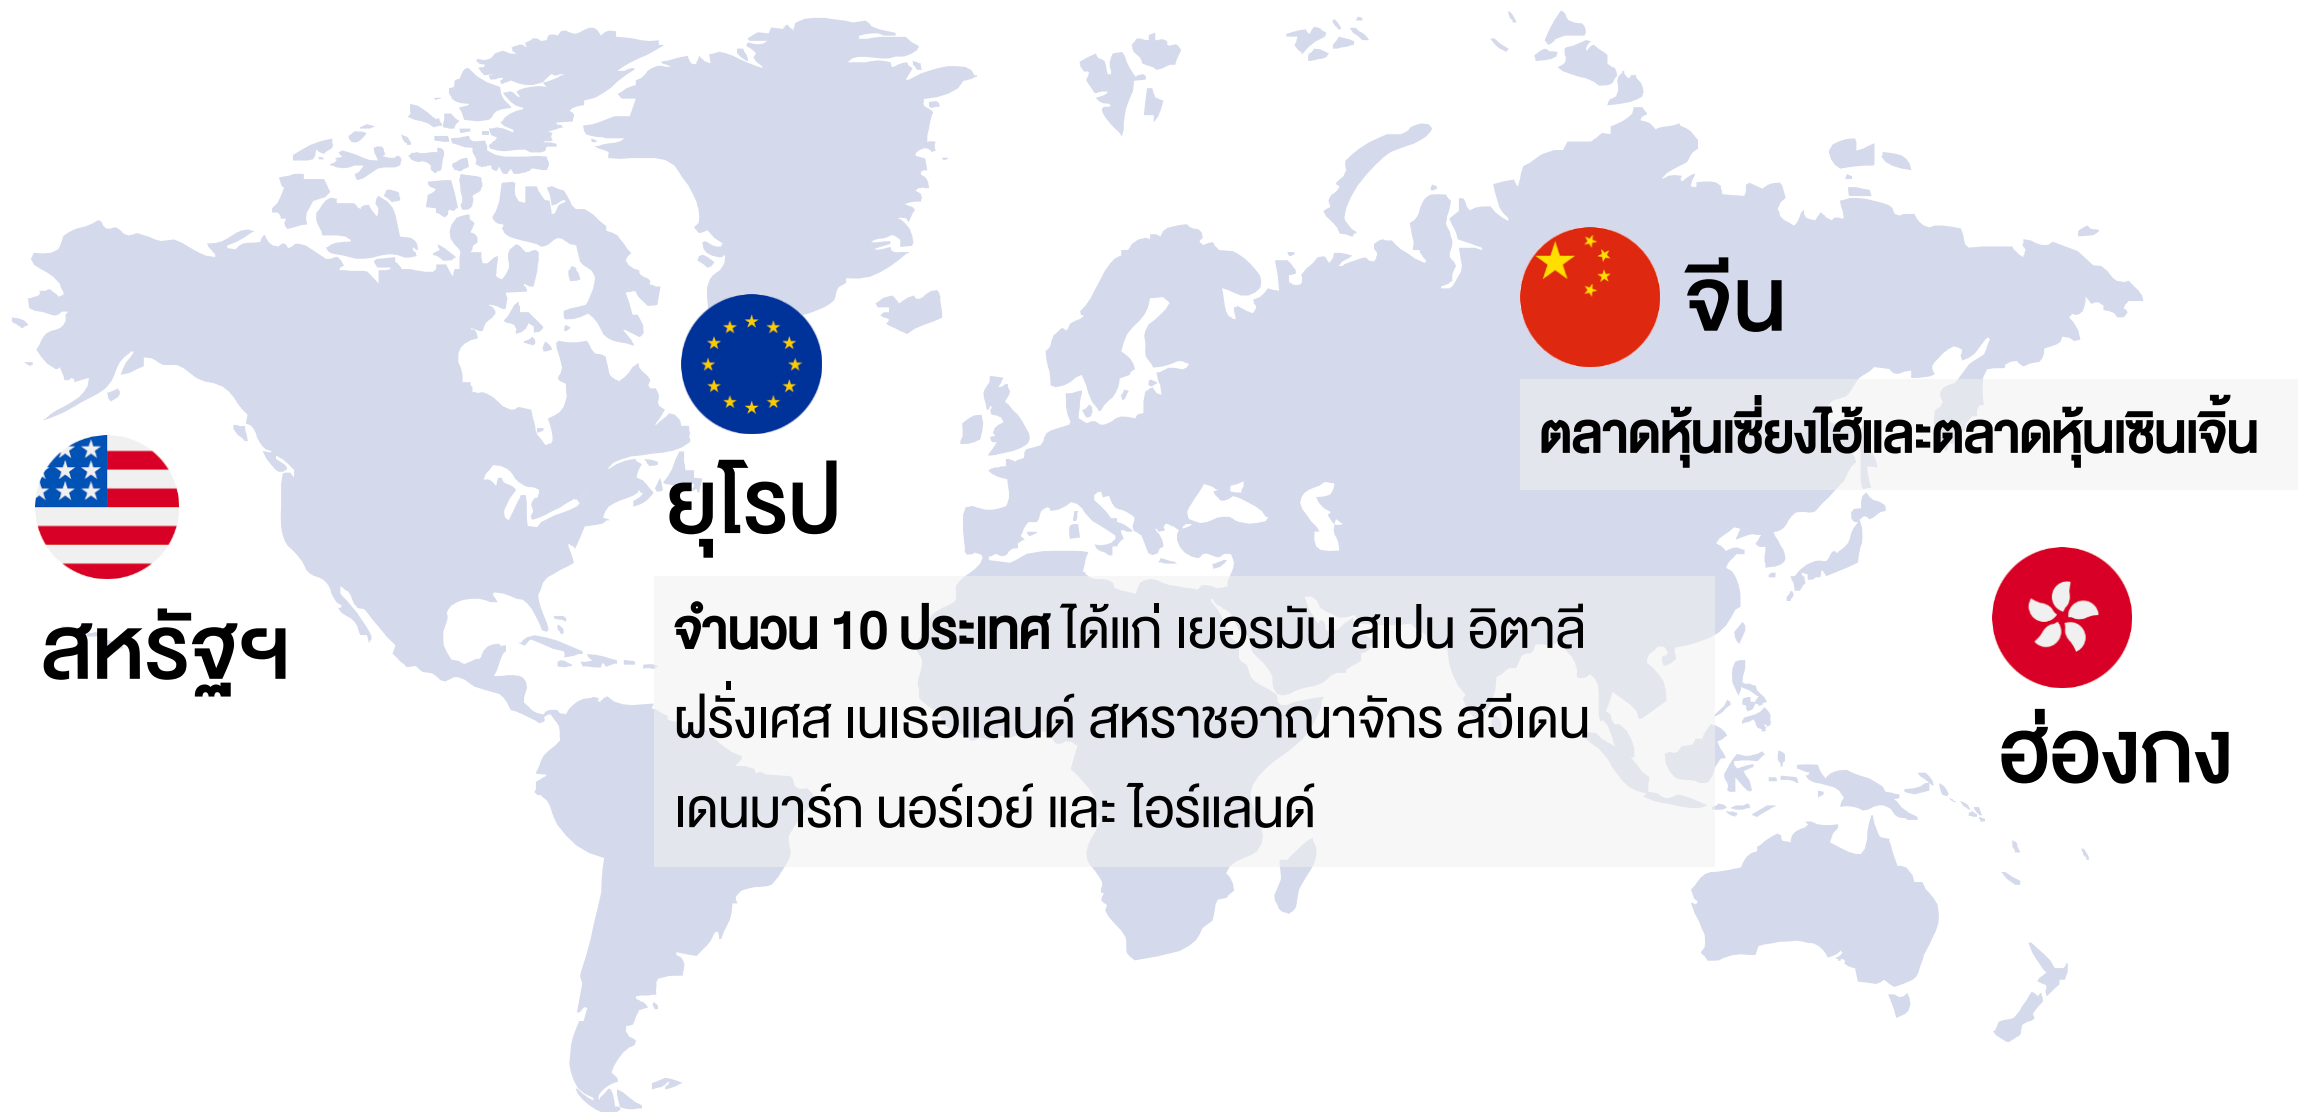 จีน
ตลาดหุ้นเซี่ยงไฮ้และตลาดหุ้นเซินเจิ้น
ยุโรป
จำนวน 10 ประเทศ ได้แก่ เยอรมัน สเปน อิตาลี
ฝรั่งเศส เนเธอแลนด์ สหราชอาณาจักร สวีเดน
เดนมาร์ก นอร์เวย์ และ ไอร์แลนด์
สหรัฐฯ
ฮ่องกง